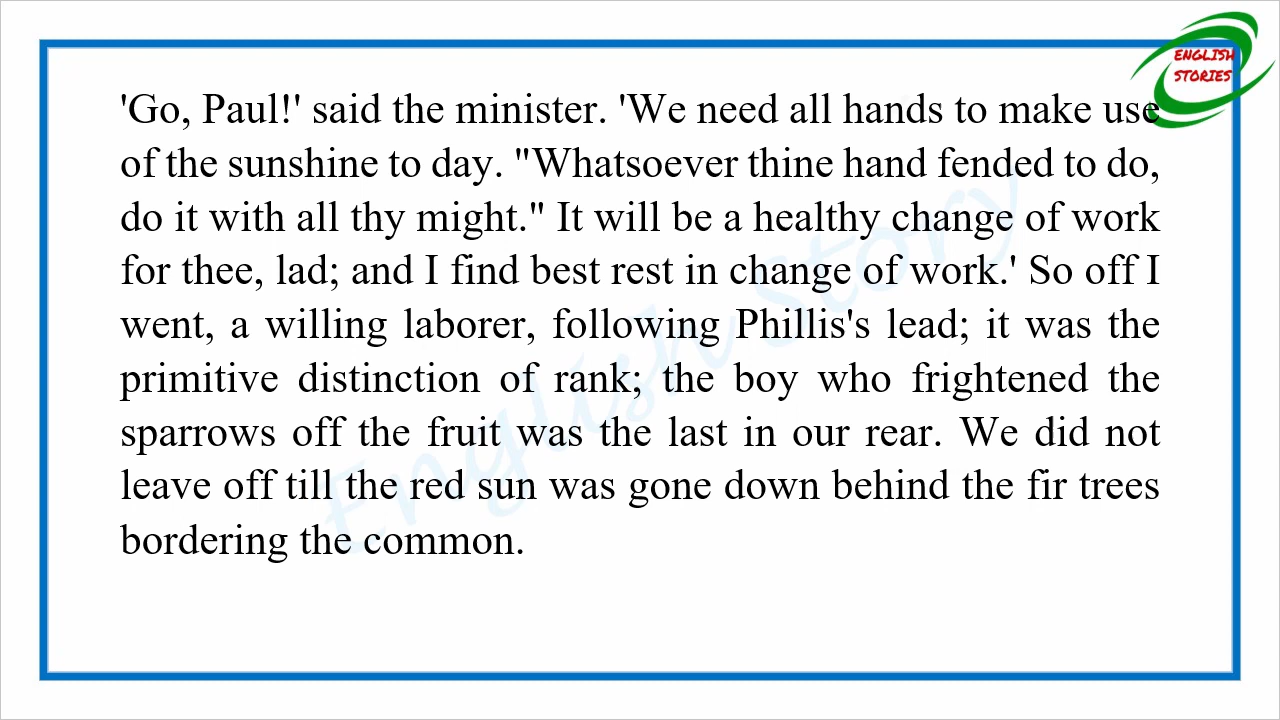 ENGLISH
STORIES
'Go, Paul!' said the minister. 'We need all hands to make use
of the sunshine to day. "Whatsoever thine hand fended to do,
do it with all thy might." It will be a healthy change of work
for thee, lad; and I find best rest in change of work.' So off I
went, a willing laborer, following Phillis's lead; it was the
primitive distinction of rank; the boy who frightened the
sparrows off the fruit was the last in our rear. We did not
leave off till the red sun was gone down behind the fir trees
bordering the common.
English Story